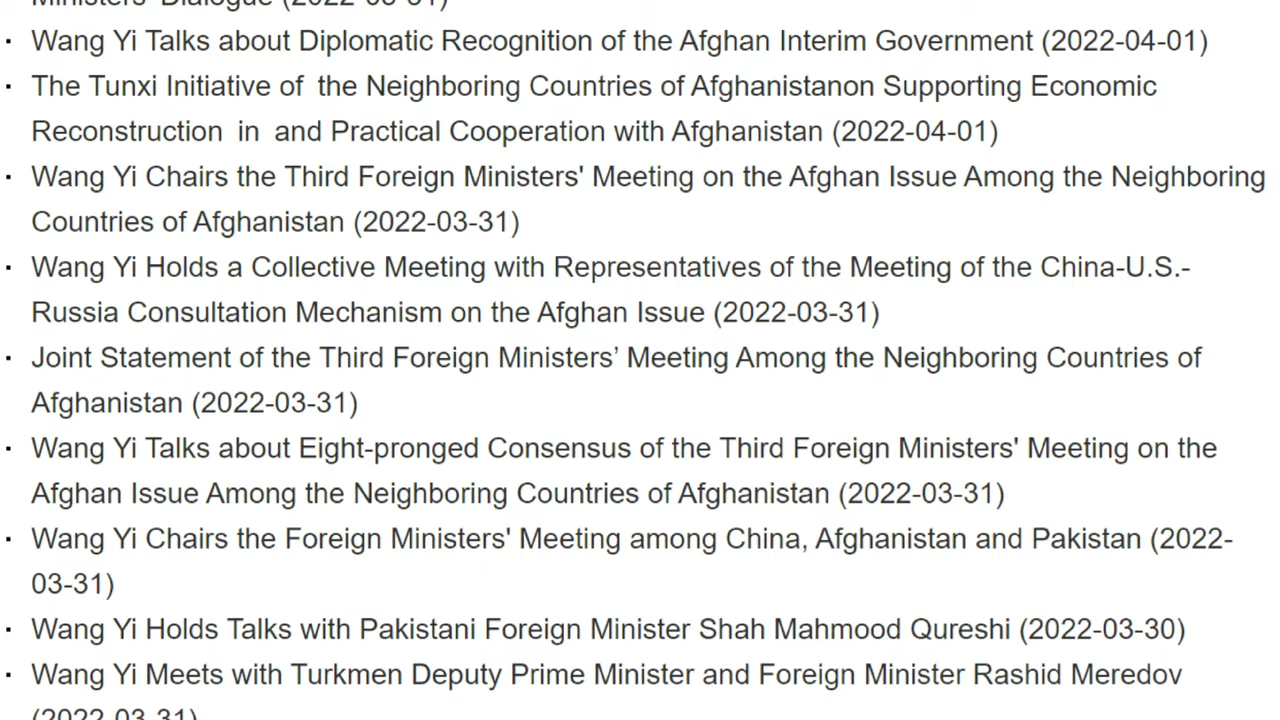 Ministers' Dialogue (2022-03-31)
· Wang Yi Talks about Diplomatic Recognition of the Afghan Interim Government (2022-04-01)
· The Tunxi Initiative of the Neighboring Countries of Afghanistanon Supporting Economic
Reconstruction in and Practical Cooperation with Afghanistan (2022-04-01)
· Wang Yi Chairs the Third Foreign Ministers' Meeting on the Afghan Issue Among the Neighboring
Countries of Afghanistan (2022-03-31)
· Wang Yi Holds a Collective Meeting with Representatives of the Meeting of the China-U.S.-
Russia Consultation Mechanism on the Afghan Issue (2022-03-31)
· Joint Statement of the Third Foreign Ministers’ Meeting Among the Neighboring Countries of
Afghanistan (2022-03-31)
· Wang Yi Talks about Eight-pronged Consensus of the Third Foreign Ministers' Meeting on the
Afghan Issue Among the Neighboring Countries of Afghanistan (2022-03-31)
· Wang Yi Chairs the Foreign Ministers' Meeting among China, Afghanistan and Pakistan (2022-
03-31)
· Wang Yi Holds Talks with Pakistani Foreign Minister Shah Mahmood Qureshi (2022-03-30)
· Wang Yi Meets with Turkmen Deputy Prime Minister and Foreign Minister Rashid Meredov
(2022-03-31)